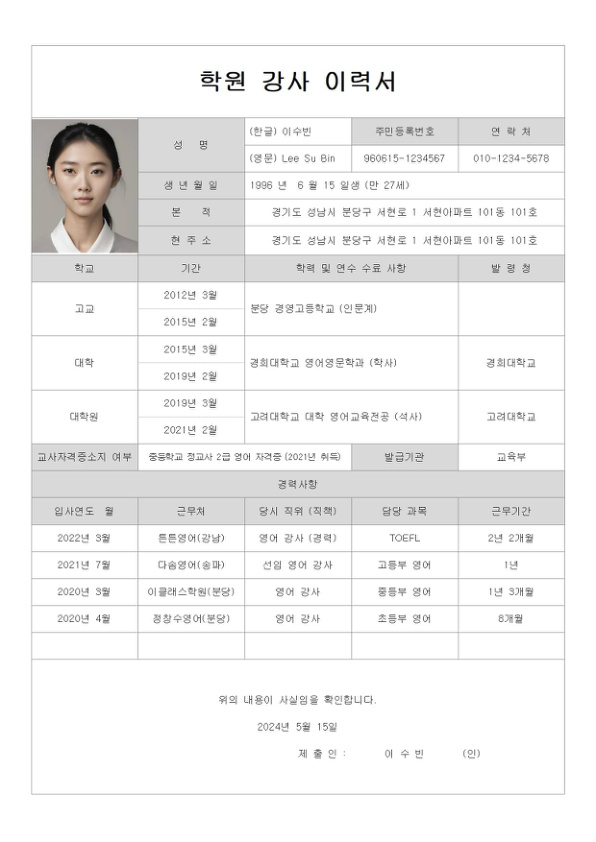 학원 강사 이력서
성 명
(한글) 이수빈
주민등록번호
연 락 처
(영문) Lee Su Bin
960615-1234567
010-1234-5678
생 년 월 일
1996 년 6 월 15 일생 (만 27세)
본 적
경기도 성남시 분당구 서현로 1 서현아파트 101동 101호
현 주 소
경기도 성남시 분당구 서현로 1 서현아파트 101동 101호
학교
기간
학력 및 연수 수료 사항
발 령 청
고교
2012년 3월
2015년 2월
분당 경영고등학교 (인문계)
대학
2015년 3월
2019년 2월
경희대학교 영어영문학과 (학사)
경희대학교
대학원
2019년 3월
2021년 2월
고려대학교 대학 영어교육전공 (석사)
고려대학교
교사자격증소지 여부
중등학교 정교사 2급 영어 자격증 (2021년 취득)
발급기관
교육부
경력사항
입사연도 월
근무처
당시 직위 (직책)
담당 과목
근무기간
2022년 3월
튼튼영어(강남)
영어 강사 (경력)
TOEFL
2년 2개월
2021년 7월
다솜영어(송파)
선임 영어 강사
고등부 영어
1년
2020년 3월
이클래스학원(분당)
영어 강사
중등부 영어
1년 3개월
2020년 4월
정창수영어(분당)
영어 강사
초등부 영어
8개월
위의 내용이 사실임을 확인합니다.
2024년 5월 15일
제 출 인 : 이 수 빈 (인)